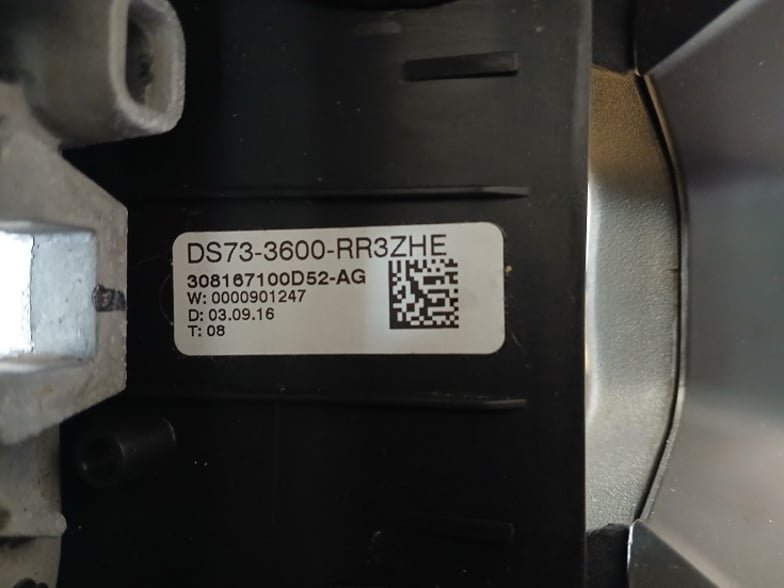 DS73-3600-RR3ZHE
308167100D52-AG
W: 0000901247
D: 03.09.16
T: 08